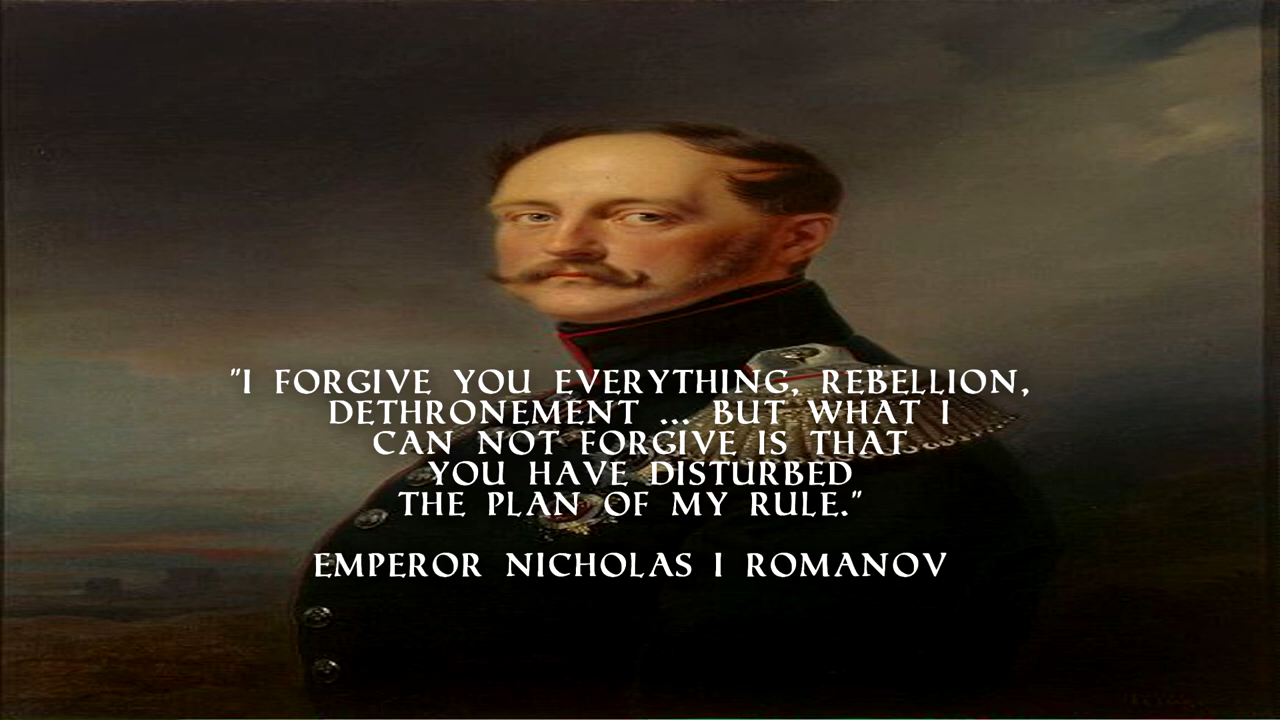 "I FORGIVE YOU EVERYTHING, REBELLION,
DETHRONEMENT ... BUT WHAT I
CAN NOT FORGIVE IS THAT
YOU HAVE DISTURBED
THE PLAN OF MY RULE."
EMPEROR NICHOLAS I ROMANOV